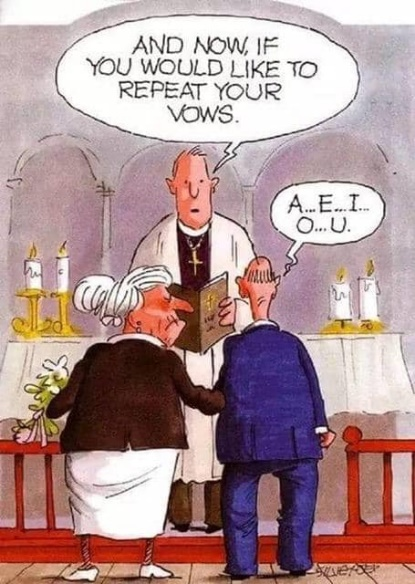 AND NOW, IF
YOU WOULD LIKE TO
REPEAT YOUR
VOWS.
A...E...I...
O...U.